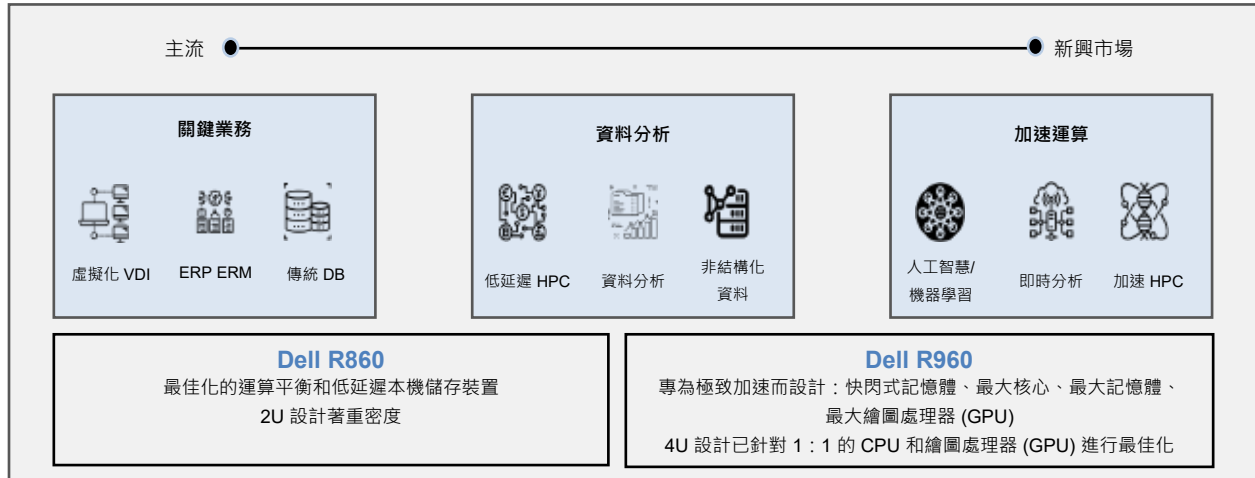 主流
新興市場
關鍵業務
虛擬化 VDI
ERP ERM
傳統 DB
資料分析
低延遲 HPC
資料分析
非結構化
資料
加速運算
人工智慧/
機器學習
即時分析
加速 HPC
Dell R860
最佳化的運算平衡和低延遲本機儲存裝置
2U 設計著重密度
Dell R960
專為極致加速而設計：快閃式記憶體、最大核心、最大記憶體、
最大繪圖處理器 (GPU)
4U 設計已針對 1：1 的 CPU 和繪圖處理器 (GPU) 進行最佳化